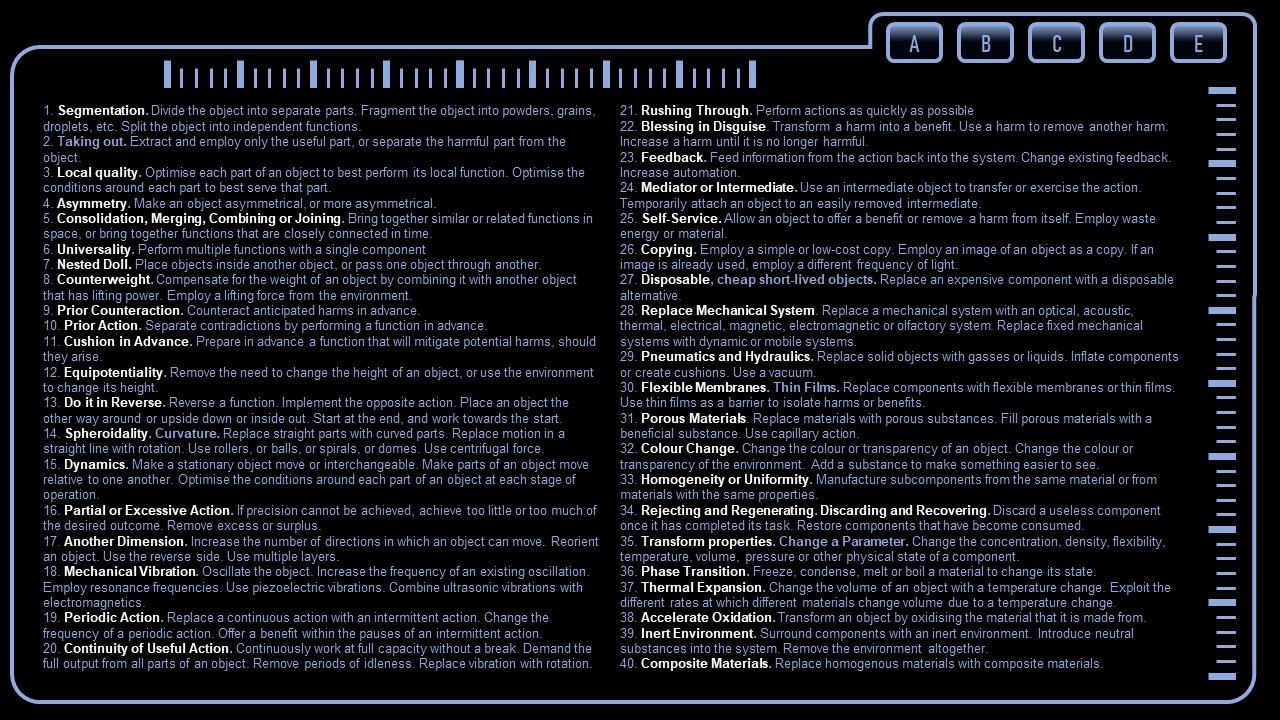 A B C D E
1. Segmentation. Divide the object into separate parts. Fragment the object into powders, grains,
droplets, etc. Split the object into independent functions.
2. Taking out. Extract and employ only the useful part, or separate the harmful part from the
object.
3. Local quality. Optimise each part of an object to best perform its local function. Optimise the
conditions around each part to best serve that part.
4. Asymmetry. Make an object asymmetrical, or more asymmetrical.
5. Consolidation, Merging, Combining or Joining. Bring together similar or related functions in
space, or bring together functions that are closely connected in time.
6. Universality. Perform multiple functions with a single component
7. Nested Doll. Place objects inside another object, or pass one object through another.
8. Counterweight. Compensate for the weight of an object by combining it with another object
that has lifting power. Employ a lifting force from the environment.
9. Prior Counteraction. Counteract anticipated harms in advance.
10. Prior Action. Separate contradictions by performing a function in advance.
11. Cushion in Advance. Prepare in advance a function that will mitigate potential harms, should
they arise.
12. Equipotentiality. Remove the need to change the height of an object, or use the environment
to change its height.
13. Do it in Reverse. Reverse a function. Implement the opposite action. Place an object the
other way around or upside down or inside out. Start at the end, and work towards the start.
14. Spheroidality. Curvature. Replace straight parts with curved parts. Replace motion in a
straight line with rotation. Use rollers, or balls, or spirals, or domes. Use centrifugal force.
15. Dynamics. Make a stationary object move or interchangeable. Make parts of an object move
relative to one another. Optimise the conditions around each part of an object at each stage of
operation.
16. Partial or Excessive Action. If precision cannot be achieved, achieve too little or too much of
the desired outcome. Remove excess or surplus.
17. Another Dimension. Increase the number of directions in which an object can move. Reorient
an object. Use the reverse side. Use multiple layers.
18. Mechanical Vibration. Oscillate the object. Increase the frequency of an existing oscillation.
Employ resonance frequencies. Use piezoelectric vibrations. Combine ultrasonic vibrations with
electromagnetics.
19. Periodic Action. Replace a continuous action with an intermittent action. Change the
frequency of a periodic action. Offer a benefit within the pauses of an intermittent action.
20. Continuity of Useful Action. Continuously work at full capacity without a break. Demand the
full output from all parts of an object. Remove periods of idleness. Replace vibration with rotation.
21. Rushing Through. Perform actions as quickly as possible
22. Blessing in Disguise. Transform a harm into a benefit. Use a harm to remove another harm.
Increase a harm until it is no longer harmful.
23. Feedback. Feed information from the action back into the system. Change existing feedback.
Increase automation.
24. Mediator or Intermediate. Use an intermediate object to transfer or exercise the action.
Temporarily attach an object to an easily removed intermediate.
25. Self-Service. Allow an object to offer a benefit or remove a harm from itself. Employ waste
energy or material.
26. Copying. Employ a simple or low-cost copy. Employ an image of an object as a copy. If an
image is already used, employ a different frequency of light.
27. Disposable, cheap short-lived objects. Replace an expensive component with a disposable
alternative.
28. Replace Mechanical System. Replace a mechanical system with an optical, acoustic,
thermal, electrical, magnetic, electromagnetic or olfactory system. Replace fixed mechanical
systems with dynamic or mobile systems.
29. Pneumatics and Hydraulics. Replace solid objects with gasses or liquids. Inflate components
or create cushions. Use a vacuum.
30. Flexible Membranes. Thin Films. Replace components with flexible membranes or thin films.
Use thin films as a barrier to isolate harms or benefits.
31. Porous Materials. Replace materials with porous substances. Fill porous materials with a
beneficial substance. Use capillary action.
32. Colour Change. Change the colour or transparency of an object. Change the colour or
transparency of the environment. Add a substance to make something easier to see.
33. Homogeneity or Uniformity. Manufacture subcomponents from the same material or from
materials with the same properties.
34. Rejecting and Regenerating. Discarding and Recovering. Discard a useless component
once it has completed its task. Restore components that have become consumed.
35. Transform properties. Change a Parameter. Change the concentration, density, flexibility,
temperature, volume, pressure or other physical state of a component.
36. Phase Transition. Freeze, condense, melt or boil a material to change its state.
37. Thermal Expansion. Change the volume of an object with a temperature change. Exploit the
different rates at which different materials change volume due to a temperature change.
38. Accelerate Oxidation. Transform an object by oxidising the material that it is made from.
39. Inert Environment. Surround components with an inert environment. Introduce neutral
substances into the system. Remove the environment altogether.
40. Composite Materials. Replace homogenous materials with composite materials.